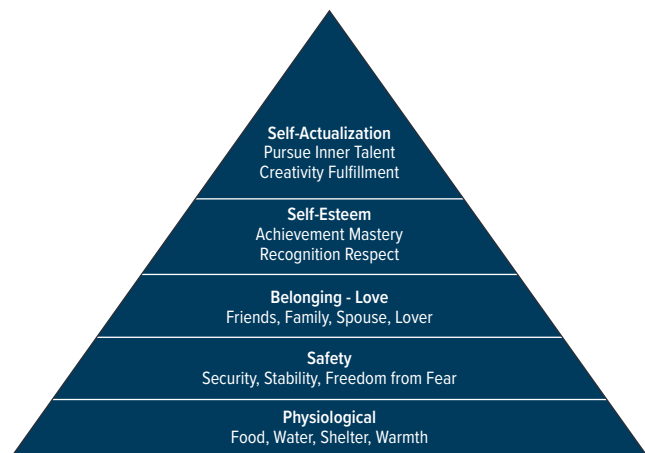 Self-Actualization
Pursue Inner Talent
Creativity Fulfillment
Self-Esteem
Achievement Mastery
Recognition Respect
Belonging - Love
Friends, Family, Spouse, Lover
Safety
Security, Stability, Freedom from Fear
Physiological
Food, Water, Shelter, Warmth